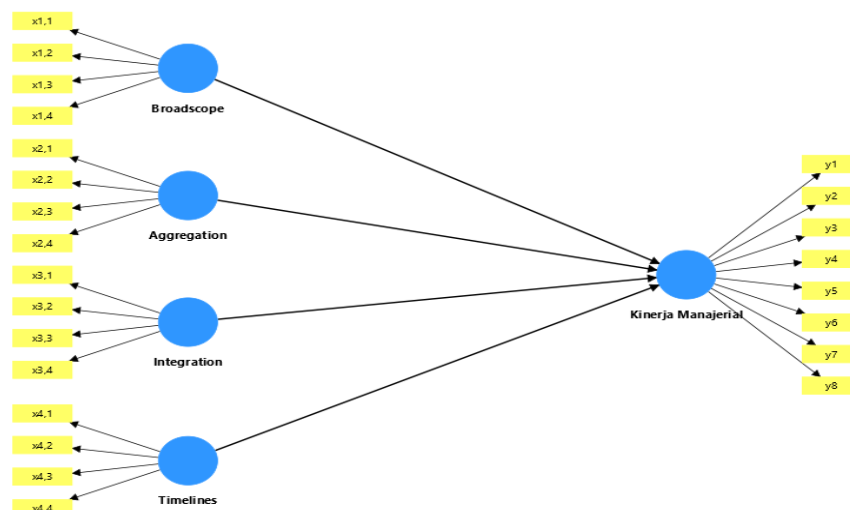 x1,1
x1,2
x1,3
x1,4
Broadscope
x2,1
x2,2
x2,3
x2,4
Aggregation
x3,1
x3,2
x3,3
x3,4
Integration
x4,1
x4,2
x4,3
x4,4
Timelines
y1
y2
y3
y4
y5
y6
y7
y8
Kinerja Manajerial